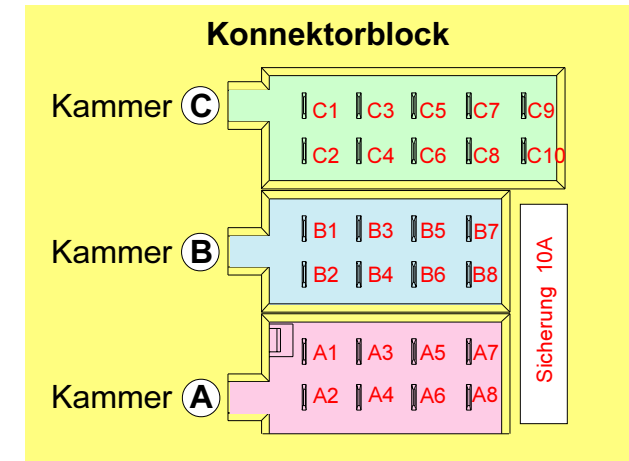 Konnektorblock
Kammer C
C1 C3 C5 C7 C9
C2 C4 C6 C8 C10
Kammer B
B1 B3 B5 B7
B2 B4 B6 B8
Sicherung 10A
Kammer A
A1 A3 A5 A7
A2 A4 A6 A8